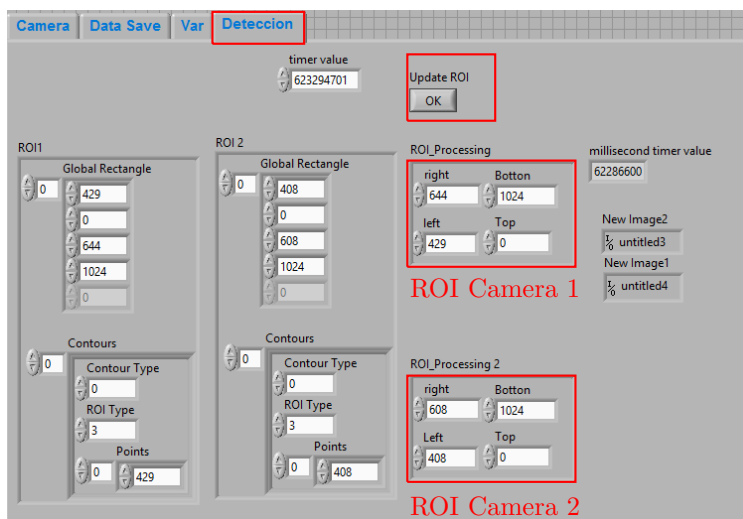 Camera Data Save Var Deteccion
timer value
623294701
Update ROI
OK
ROI1
Global Rectangle
0
429
0
644
1024
0
Contours
0
Contour Type
0
ROI Type
3
Points
0
429
ROI 2
Global Rectangle
0
408
0
608
1024
0
Contours
0
Contour Type
0
ROI Type
3
Points
0
408
ROI_Processing
right Botton
644 1024
left Top
429 0
ROI Camera 1
ROI_Processing 2
right Botton
608 1024
Left Top
408 0
ROI Camera 2
millisecond timer value
62286600
New Image2
I/0 untitled3
New Image1
I/0 untitled4